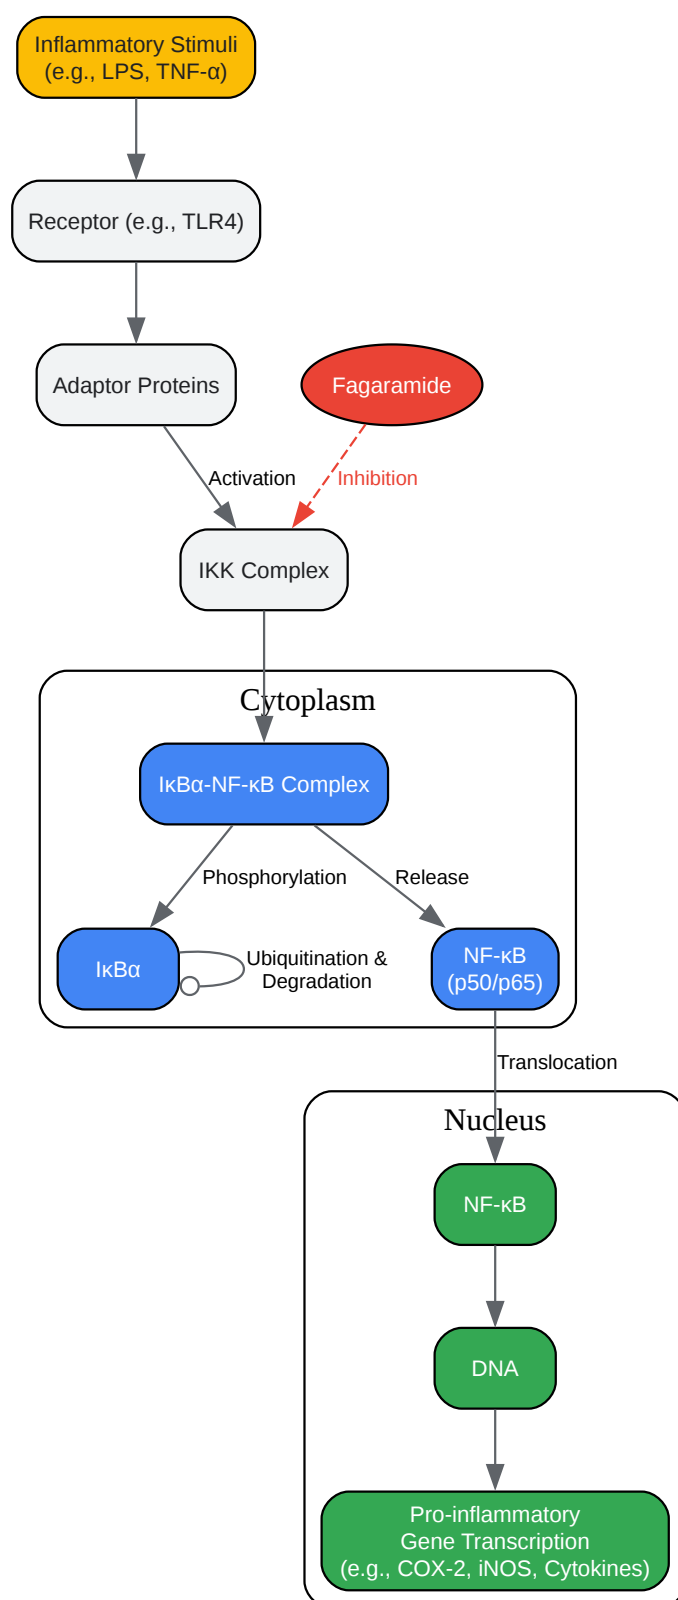 Inflammatory Stimuli
(e.g., LPS, TNF-α)
Receptor (e.g., TLR4)
Adaptor Proteins
Fagaramide
Activation
Inhibition
IKK Complex
Cytoplasm
IκBα-NF-κB Complex
Phosphorylation
Release
IκBα
Ubiquitination &
Degradation
NF-κB
(p50/p65)
Translocation
Nucleus
NF-κB
DNA
Pro-inflammatory
Gene Transcription
(e.g., COX-2, iNOS, Cytokines)